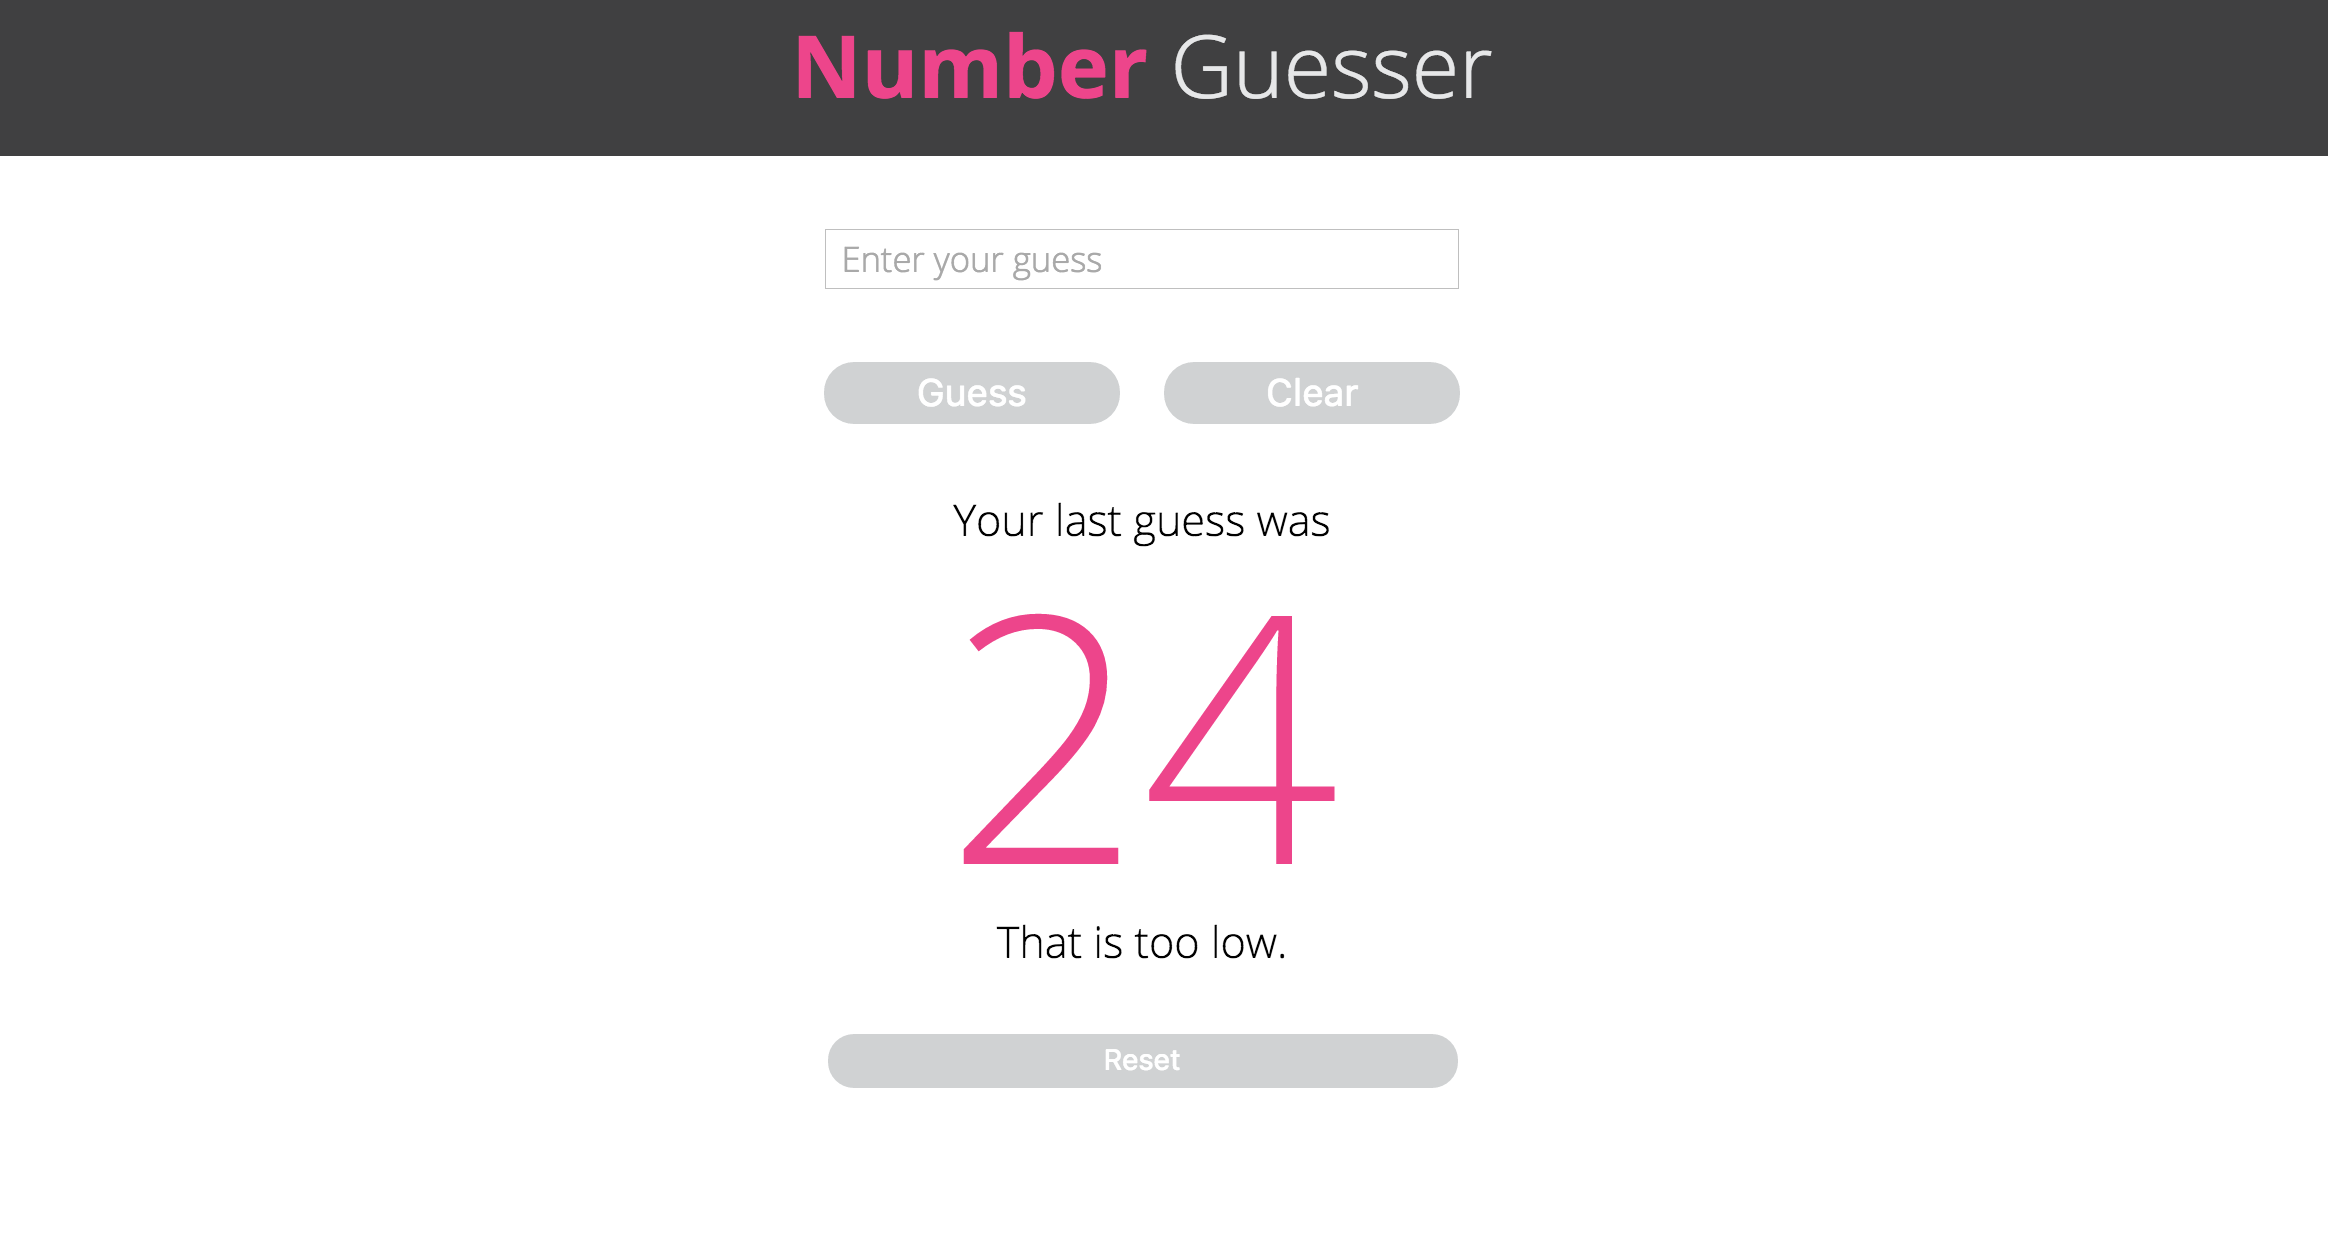 Number Guesser
Enter your guess
Guess Clear
Your last guess was
24
That is too low.
Reset